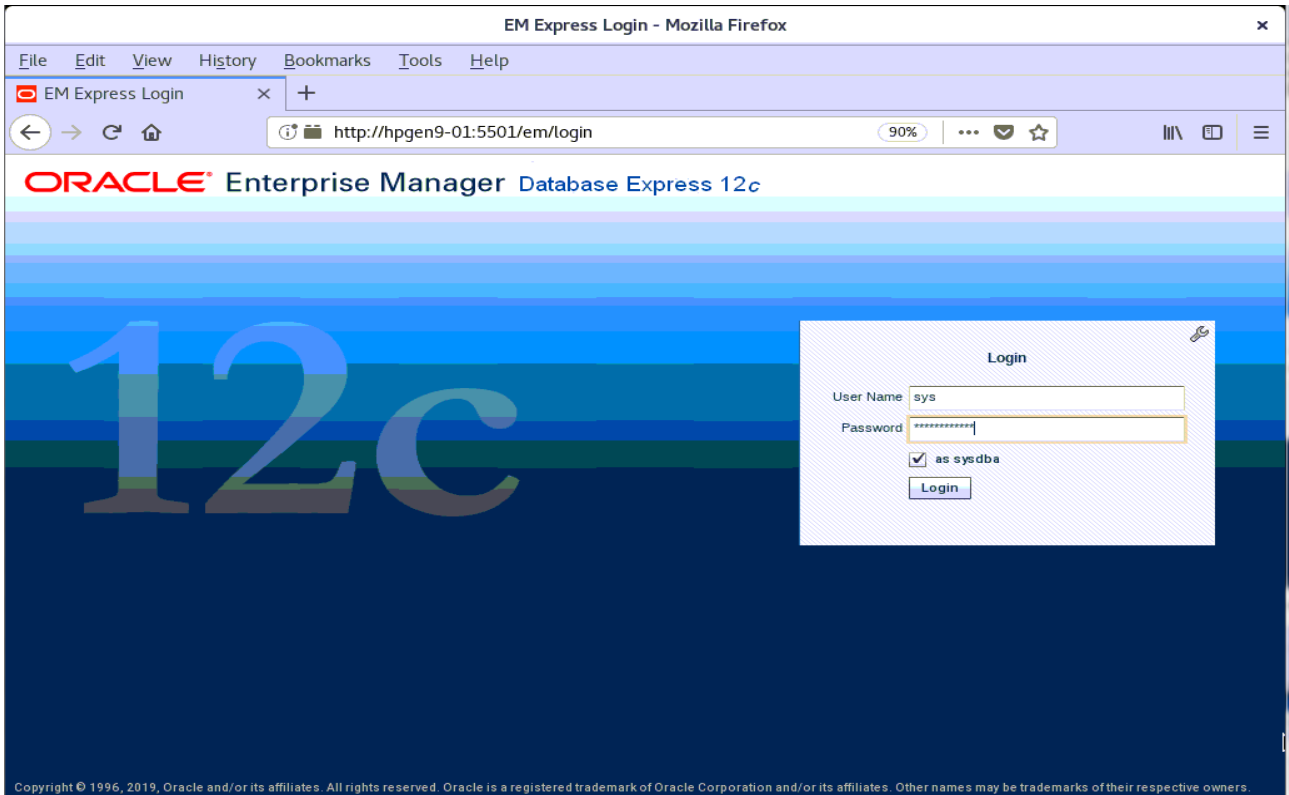 EM Express Login - Mozilla Firefox
File Edit View History Bookmarks Tools Help
EM Express Login
http://hpgen9-01:5501/em/login 90%
ORACLE® Enterprise Manager Database Express 12c
12c
Login
User Name sys
Password ************
as sysdba
Login
Copyright © 1996, 2019, Oracle and/or its affiliates. All rights reserved. Oracle is a registered trademark of Oracle Corporation and/or its affiliates. Other names may be trademarks of their respective owners.